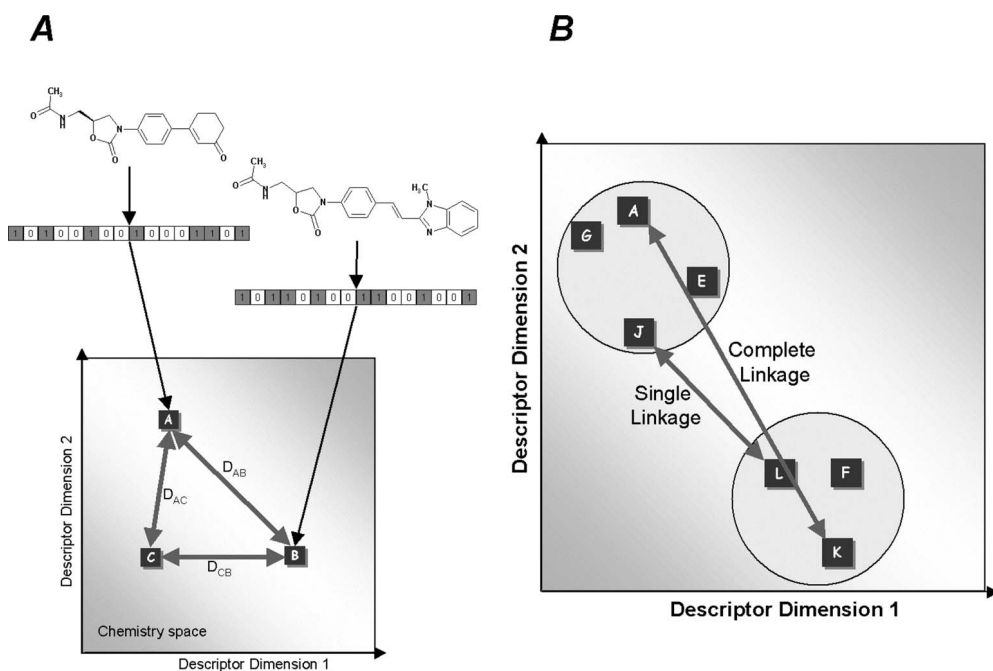 A
B
CH3
O
N
H
N
O
O
O
CH3
O
N
H
N
O
O
H3C
N
N
1 0 1 0 0 1 0 0 1 0 0 0 1 1 0 1
1 0 1 1 0 1 0 0 1 1 0 0 1 0 0 1
Descriptor Dimension 2
A
DAB
DAC
C
B
DCB
Chemistry space
Descriptor Dimension 1
Descriptor Dimension 2
A
G
E
J
Complete
Linkage
Single
Linkage
L
F
K
Descriptor Dimension 1